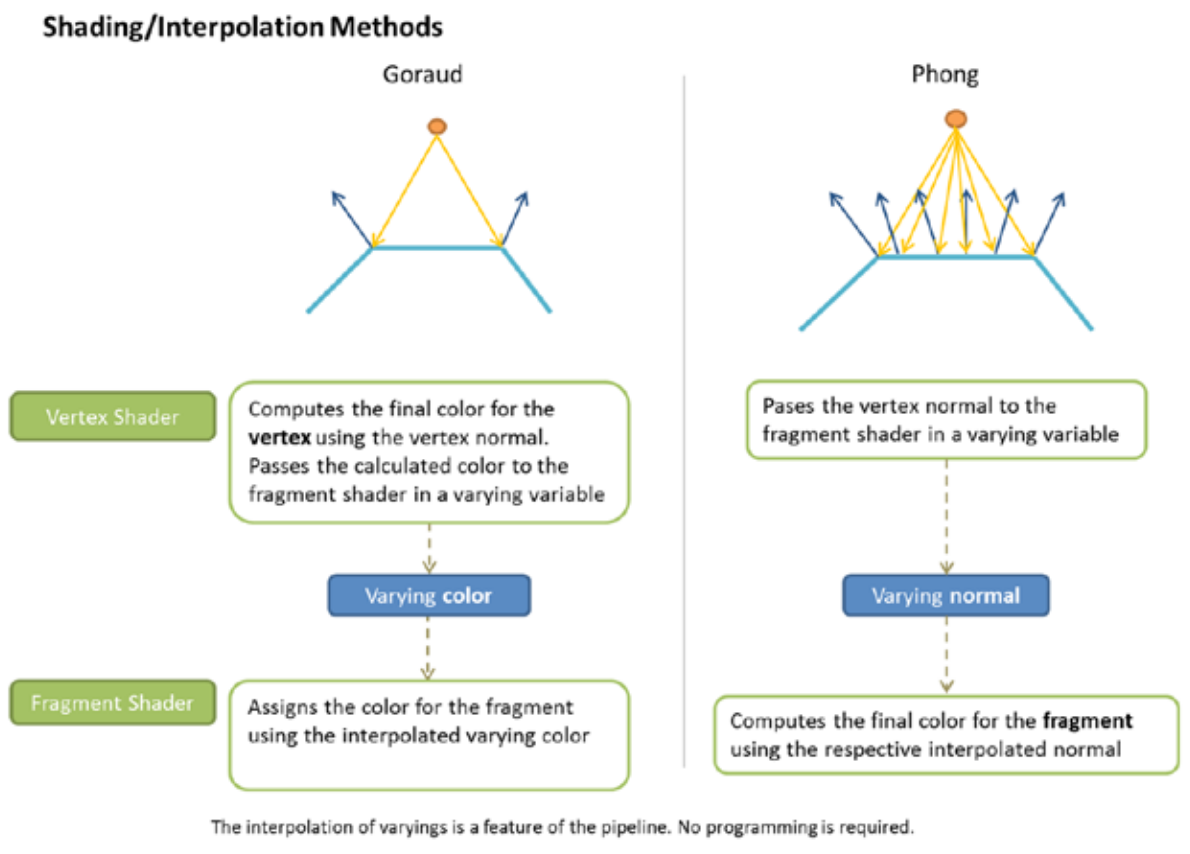 Shading/Interpolation Methods
Goraud
Phong
Vertex Shader
Computes the final color for the
vertex using the vertex normal.
Passes the calculated color to the
fragment shader in a varying variable
Pases the vertex normal to the
fragment shader in a varying variable
Varying color
Varying normal
Fragment Shader
Assigns the color for the fragment
using the interpolated varying color
Computes the final color for the fragment
using the respective interpolated normal
The interpolation of varyings is a feature of the pipeline. No programming is required.